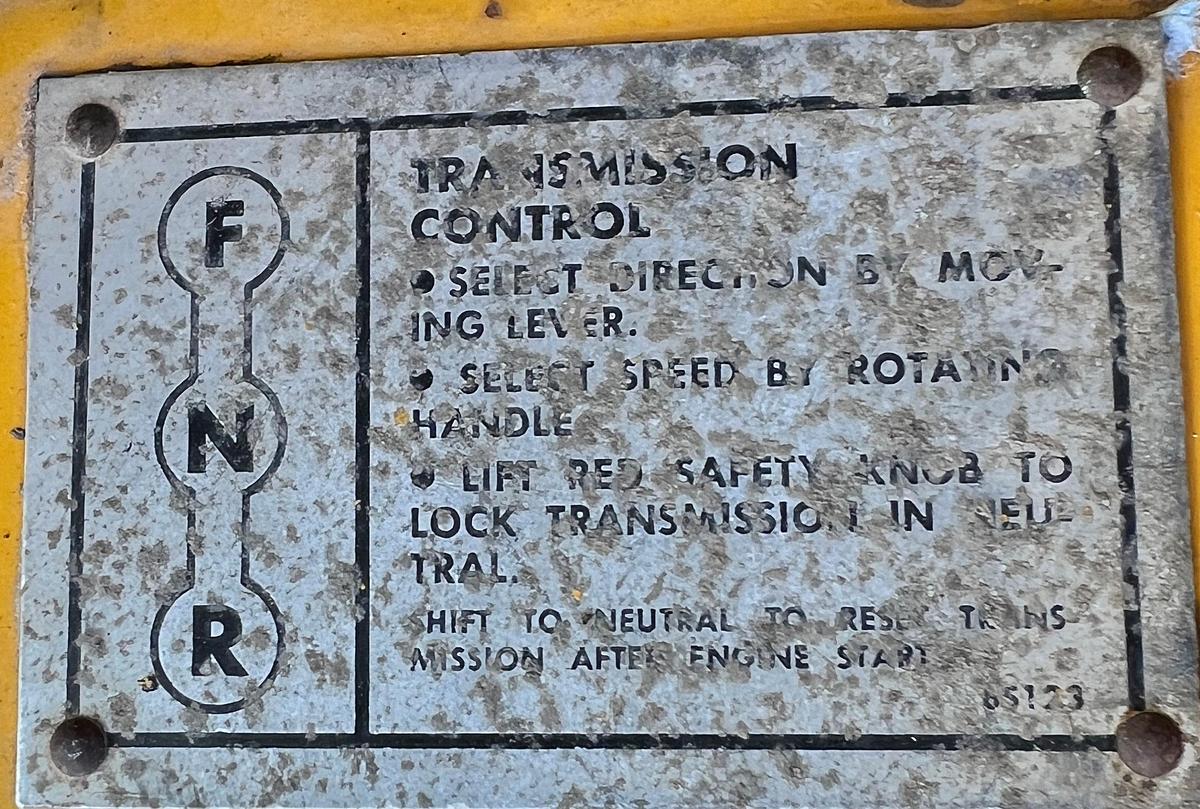 F
N
R
TRANSMISSION
CONTROL
● SELECT DIRECTION BY MOV-
ING LEVER.
● SELECT SPEED BY ROTATING
HANDLE
● LIFT RED SAFETY KNOB TO
LOCK TRANSMISSION IN NEU-
TRAL.
SHIFT TO NEUTRAL TO RESET TRANS-
MISSION AFTER ENGINE START